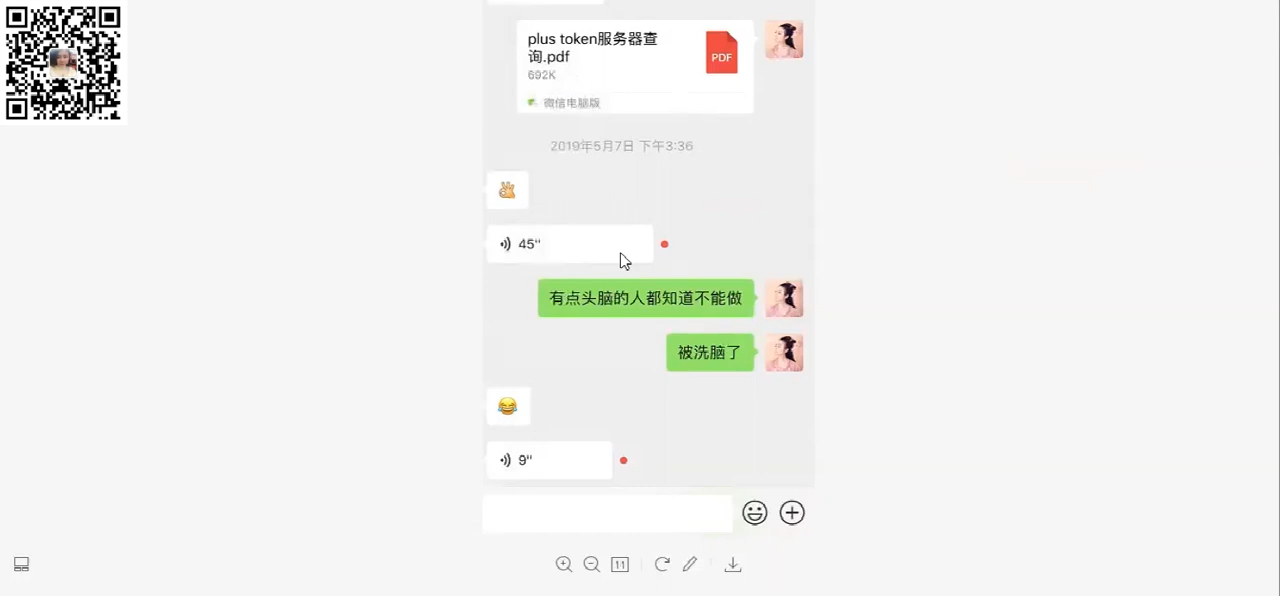 plus token服务器查
询.pdf
692K
PDF
微信电脑版
2019年5月7日 下午3:36
45"
有点头脑的人都知道不能做
被洗脑了
9"